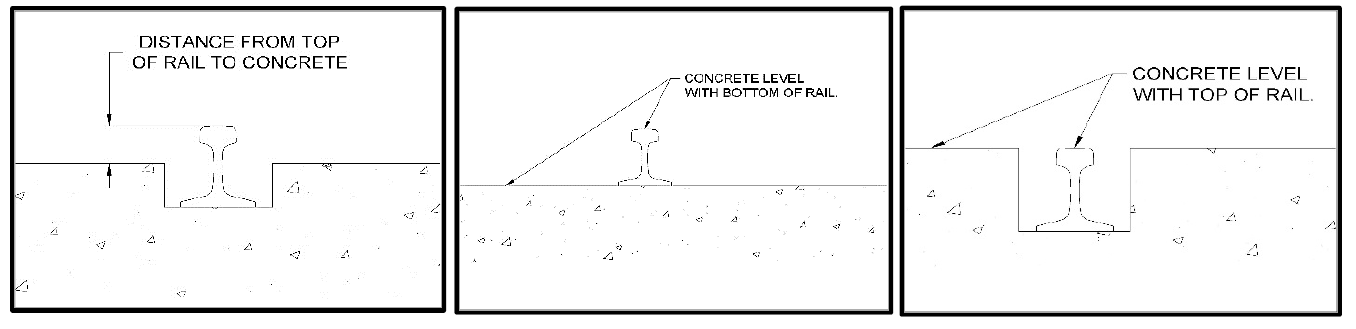 DISTANCE FROM TOP
OF RAIL TO CONCRETE
CONCRETE LEVEL
WITH BOTTOM OF RAIL.
CONCRETE LEVEL
WITH TOP OF RAIL.